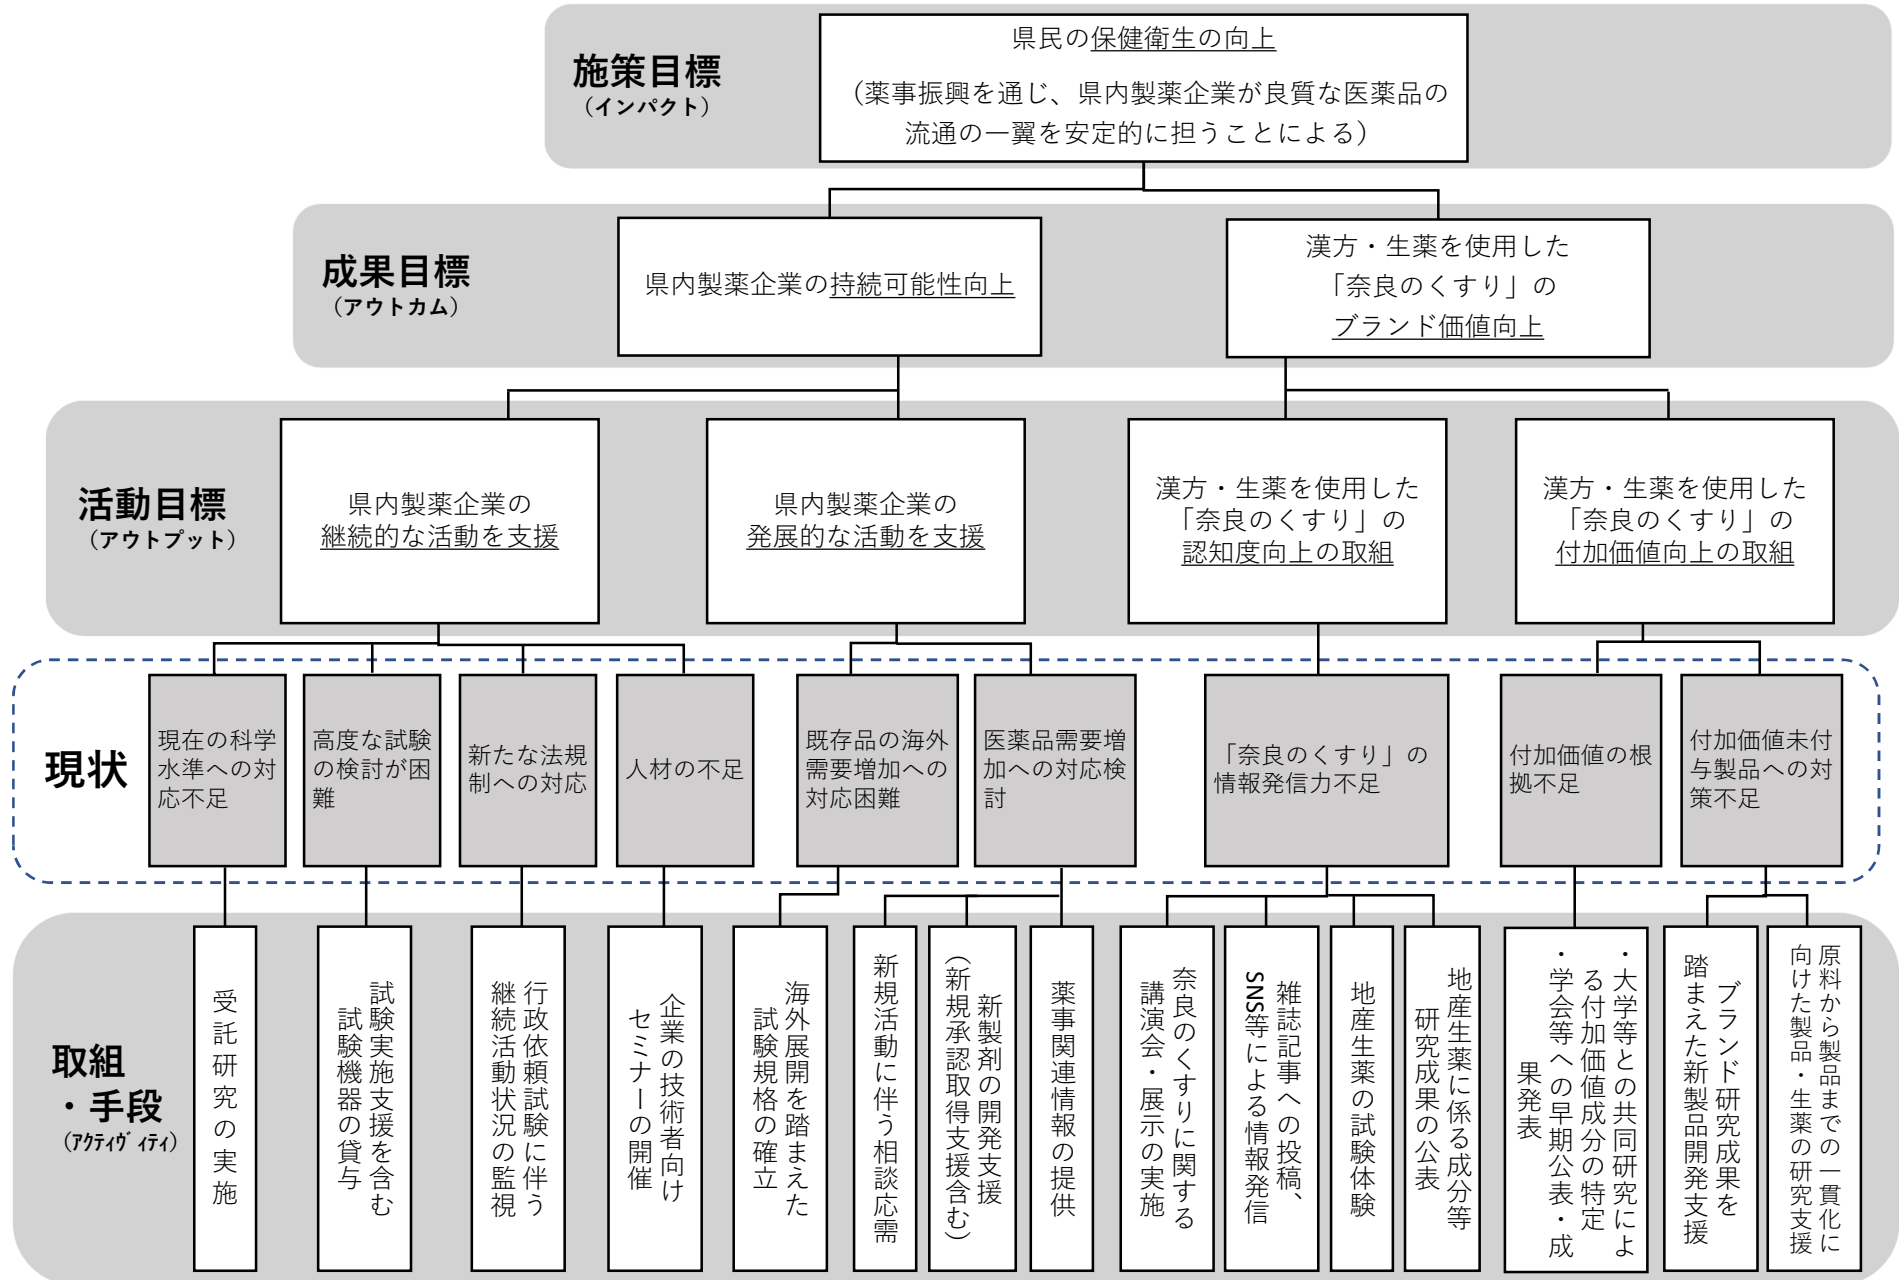 施策目標
（インパクト）
県民の保健衛生の向上
（薬事振興を通じ、県内製薬企業が良質な医薬品の
流通の一翼を安定的に担うことによる）
成果目標
（アウトカム）
県内製薬企業の持続可能性向上
漢方・生薬を使用した
「奈良のくすり」の
ブランド価値向上
活動目標
（アウトプット）
県内製薬企業の
継続的な活動を支援
県内製薬企業の
発展的な活動を支援
漢方・生薬を使用した
「奈良のくすり」の
認知度向上の取組
漢方・生薬を使用した
「奈良のくすり」の
付加価値向上の取組
現状
現在の科学
水準への対
応不足
高度な試験
の検討が困
難
新たな法規
制への対応
人材の不足
既存品の海外
需要増加への
対応困難
医薬品需要増
加への対応検
討
「奈良のくすり」の
情報発信力不足
付加価値の根
拠不足
付加価値未付
与製品への対
策不足
取組
・手段
（ｱｸﾃｨｳﾞｨﾃｨ）
受託研究の実施
試験実施支援を含む
試験機器の貸与
行政依頼試験に伴う
継続活動状況の監視
企業の技術者向け
セミナーの開催
海外展開を踏まえた
試験規格の確立
新規活動に伴う相談応需
新製剤の開発支援
（新規承認取得支援含む）
薬事関連情報の提供
奈良のくすりに関する
講演会・展示の実施
雑誌記事への投稿、
SNS等による情報発信
地産生薬の試験体験
地産生薬に係る成分等
研究成果の公表
・大学等との共同研究によ
る付加価値成分の特定
・学会等への早期公表・成
果発表
ブランド研究成果を
踏まえた新製品開発支援
原料から製品までの一貫化に
向けた製品・生薬の研究支援